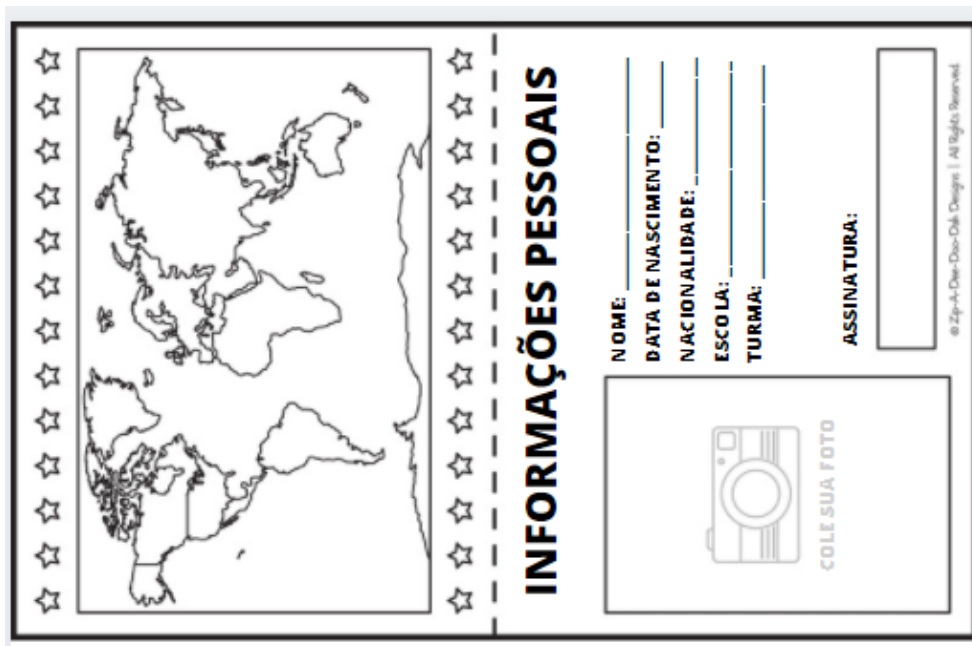 INFORMAÇÕES PESSOAIS
NOME:
DATA DE NASCIMENTO:
NACIONALIDADE:
ESCOLA:
TURMA:
ASSINATURA:
COLE SUA FOTO
© Zip-A-Dee-Doo-Dah Designs | All Rights Reserved